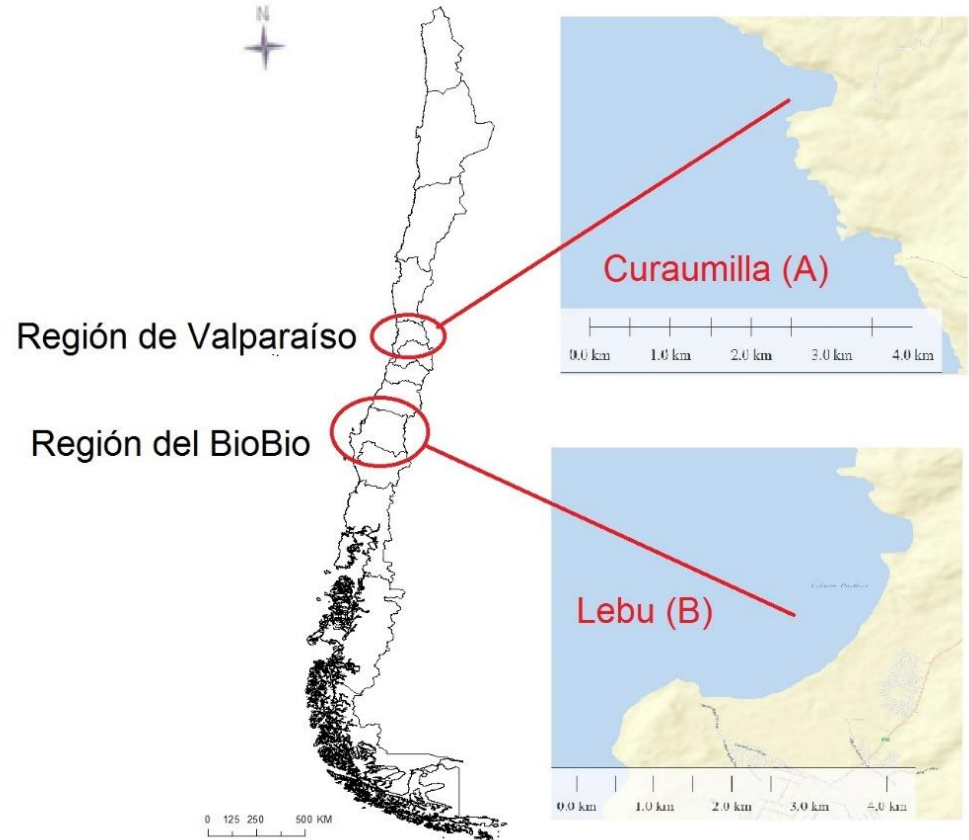 N
Región de Valparaíso
Región del BioBio
0 125 250 500 KM
Curaumilla (A)
0.0 km 1.0 km 2.0 km 3.0 km 4.0 km
Lebu (B)
0.0 km 1.0 km 2.0 km 3.0 km 4.0 km